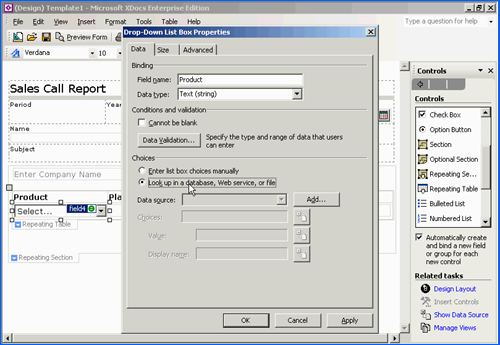 (Design) Template1 - Microsoft XDocs Enterprise Edition
File Edit View Insert Format Tools
Type a question for help
Preview Form
Verdana 10
Sales Call Report
Period Year
Name
Subject
Enter Company Name
Product Pla
Select... field4
Repeating Table
Repeating Section
Drop-Down List Box Properties
Data Size Advanced
Binding
Field name: Product
Data type: Text (string)
Conditions and validation
Cannot be blank
Data Validation... Specify the type and range of data that users
can enter
Choices
Enter list box choices manually
Look up in a database, Web service, or file
Data source: Add...
Choices:
Value:
Display name:
OK Cancel Apply
Controls
Controls
Check Box
Option Button
Section
Optional Section
Repeating Se...
Repeating Table
Bulleted List
Numbered List
Automatically create
and bind a new field
or group for each
new control
Related tasks
Design Layout
Insert Controls
Show Data Source
Manage Views